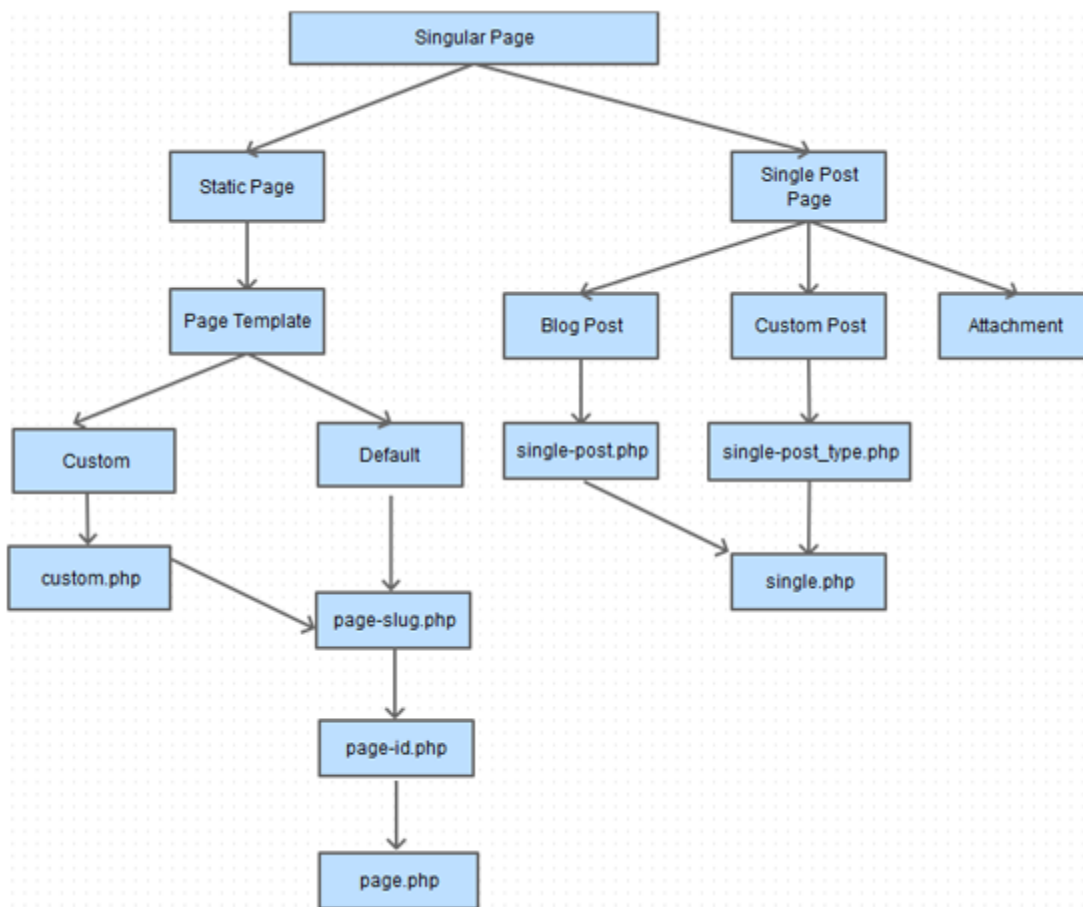 Singular Page
Static Page
Single Post
Page
Page Template
Blog Post
Custom Post
Attachment
Custom
Default
single-post.php
single-post_type.php
custom.php
single.php
page-slug.php
page-id.php
page.php